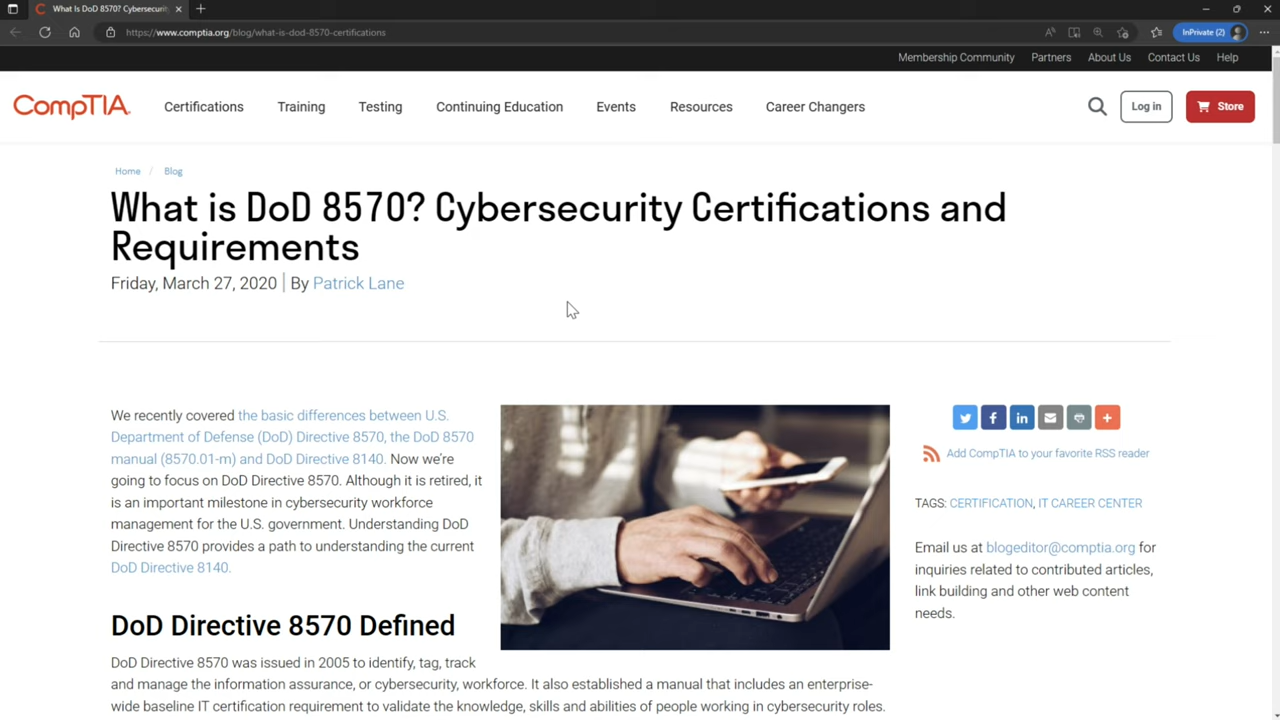 What Is DoD 8570? Cybersecurity
https://www.comptia.org/blog/what-is-dod-8570-certifications
InPrivate (2)
Membership Community Partners About Us Contact Us Help
CompTIA. Certifications Training Testing Continuing Education Events Resources Career Changers Log in Store
Home / Blog
What is DoD 8570? Cybersecurity Certifications and
Requirements
Friday, March 27, 2020 | By Patrick Lane
We recently covered the basic differences between U.S.
Department of Defense (DoD) Directive 8570, the DoD 8570
manual (8570.01-m) and DoD Directive 8140. Now we're
going to focus on DoD Directive 8570. Although it is retired, it
is an important milestone in cybersecurity workforce
management for the U.S. government. Understanding DoD
Directive 8570 provides a path to understanding the current
DoD Directive 8140.
DoD Directive 8570 Defined
DoD Directive 8570 was issued in 2005 to identify, tag, track
and manage the information assurance, or cybersecurity, workforce. It also established a manual that includes an enterprise-
wide baseline IT certification requirement to validate the knowledge, skills and abilities of people working in cybersecurity roles.
Add CompTIA to your favorite RSS reader
TAGS: CERTIFICATION, IT CAREER CENTER
Email us at blogeditor@comptia.org for
inquiries related to contributed articles,
link building and other web content
needs.